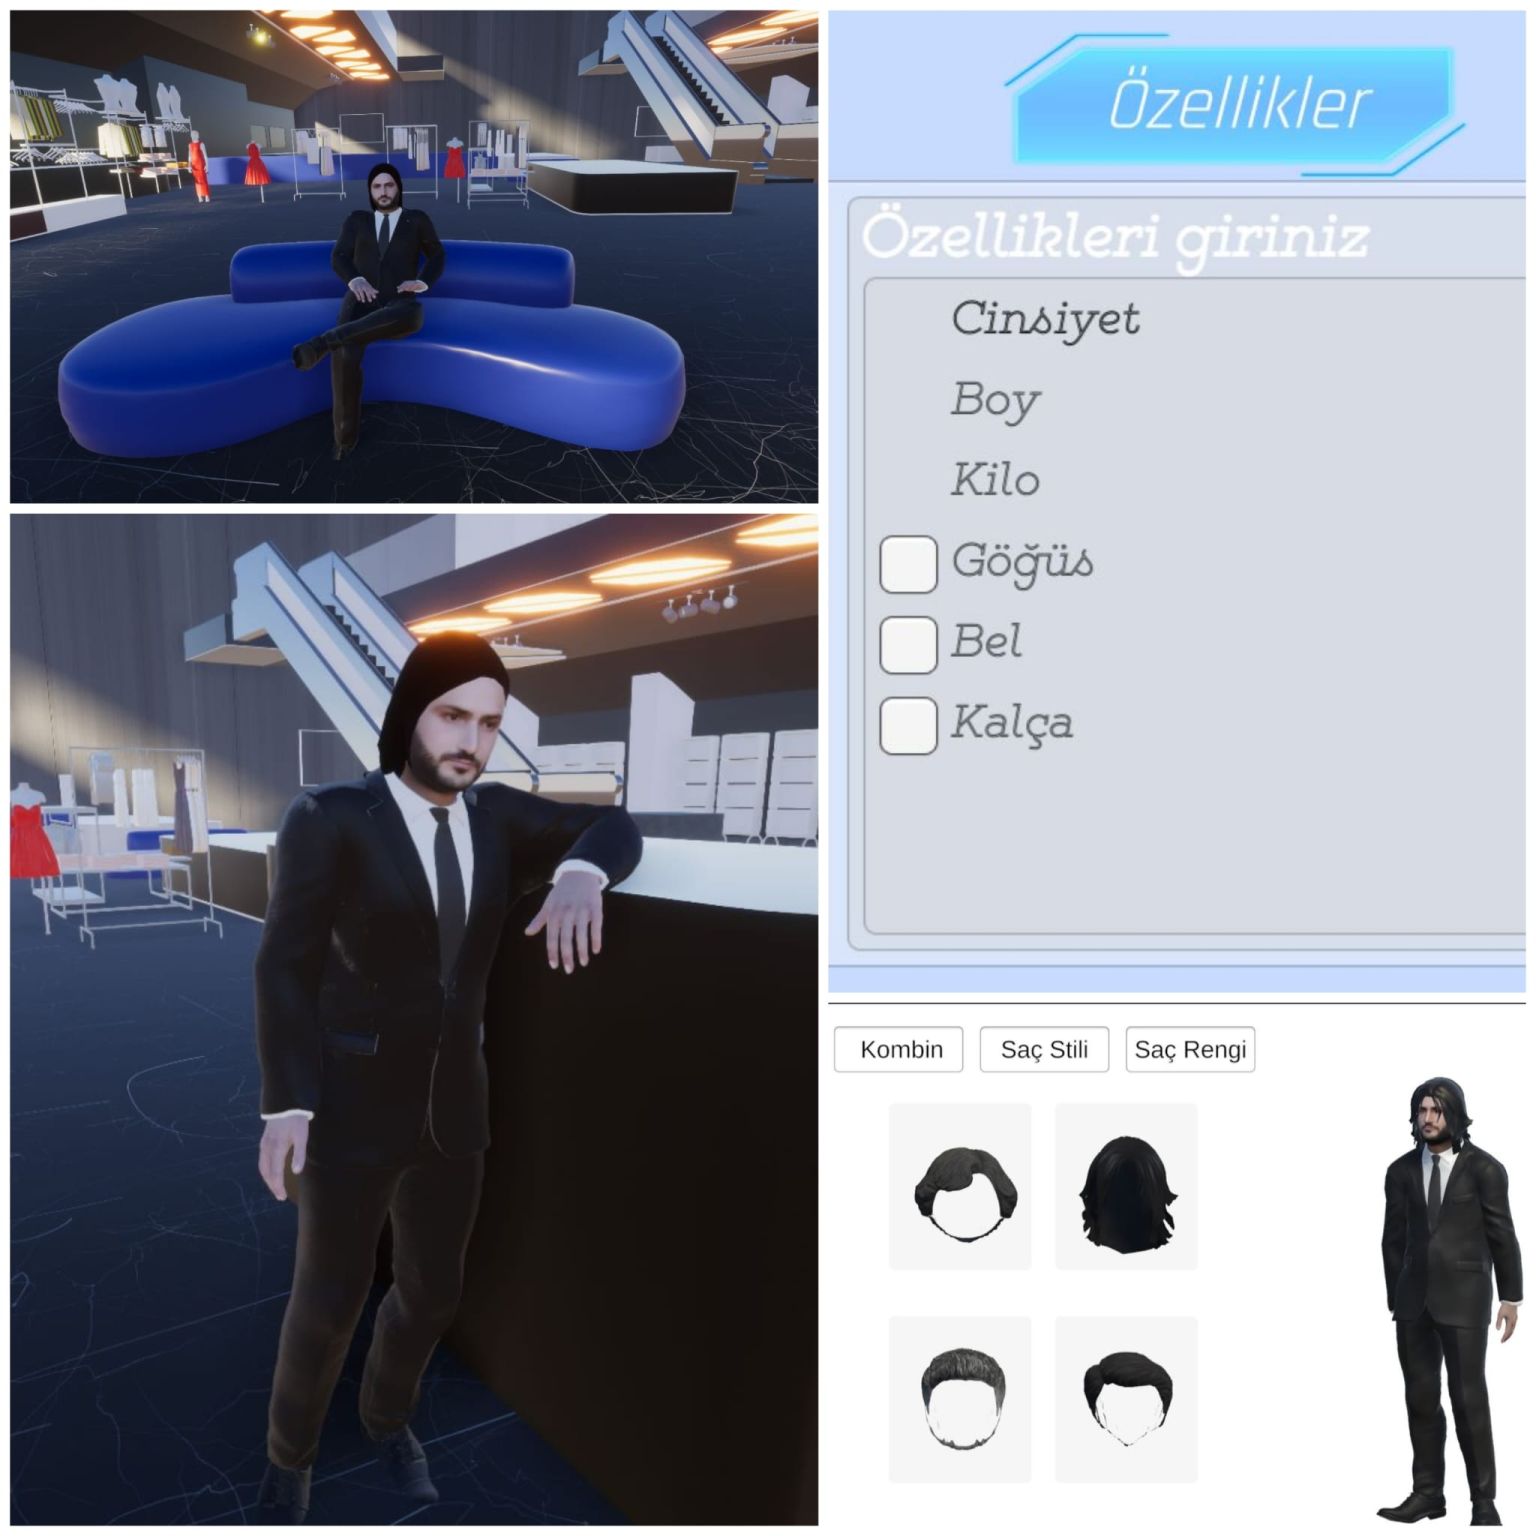 Özellikler
Özellikleri giriniz
Cinsiyet
Boy
Kilo
Göğüs
Bel
Kalça
Kombin
Saç Stili
Saç Rengi